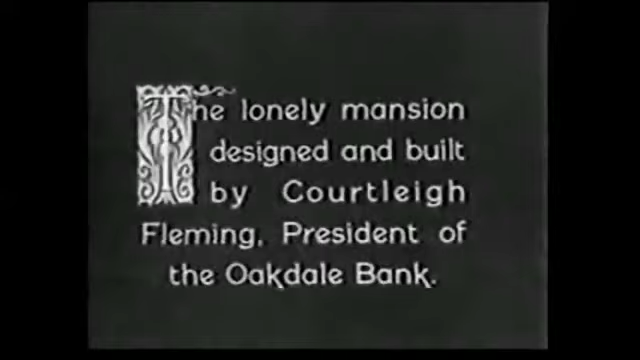 The lonely mansion
designed and built
by Courtleigh
Fleming, President of
the Oakdale Bank.